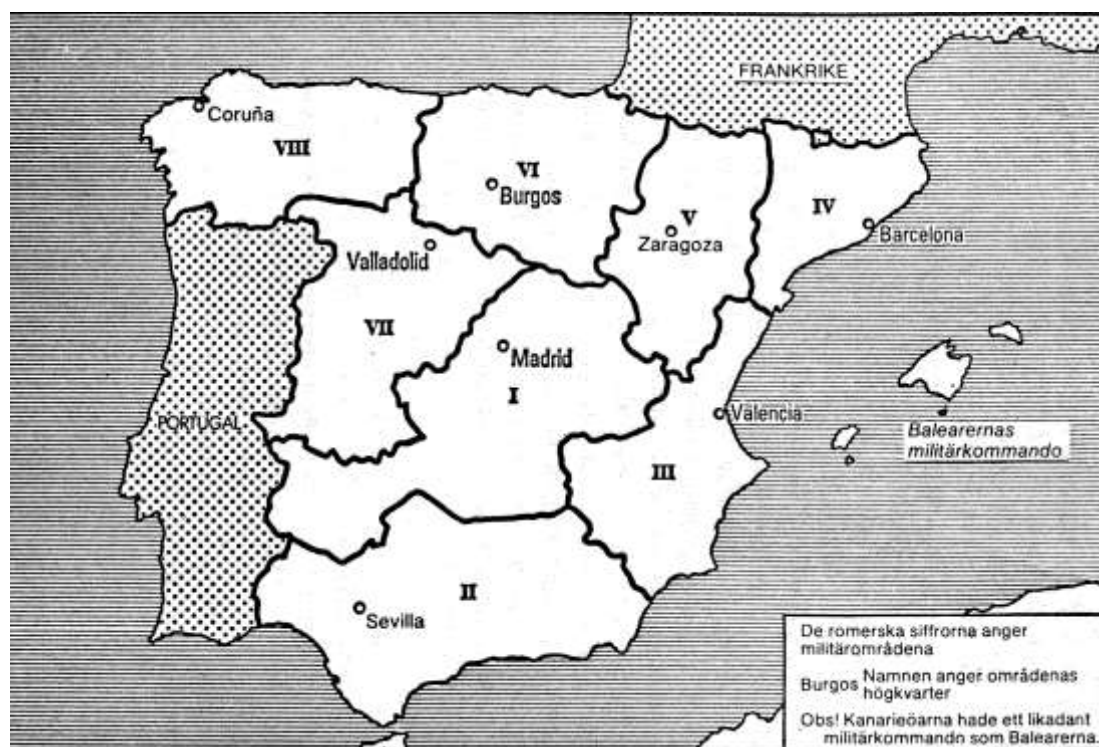 FRANKRIKE
Coruña
VIII
VI
Burgos
V
Zaragoza
IV
Barcelona
Valladolid
VII
Madrid
I
PORTUGAL
Valencia
Balearernas
militärkommando
III
II
Sevilla
De romerska siffrorna anger
militärområdena
Burgos Namnen anger områdenas
högkvarter
Obs! Kanarieöarna hade ett likadant
militärkommando som Balearerna.